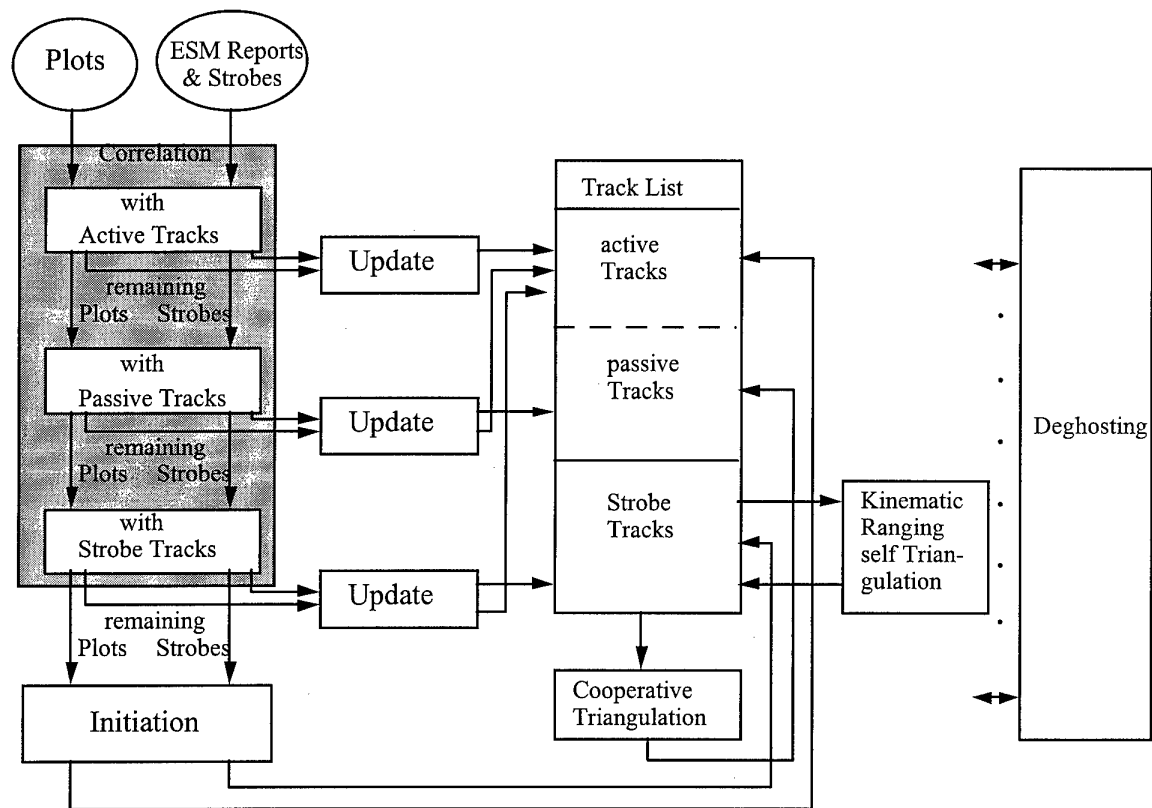 Plots
ESM Reports
& Strobes
Correlation
with
Active Tracks
remaining
Plots Strobes
with
Passive Tracks
remaining
Plots Strobes
with
Strobe Tracks
remaining
Plots Strobes
Initiation
Update
Update
Update
Track List
active
Tracks
passive
Tracks
Strobe
Tracks
Cooperative
Triangulation
Kinematic
Ranging
self Trian-
gulation
Deghosting